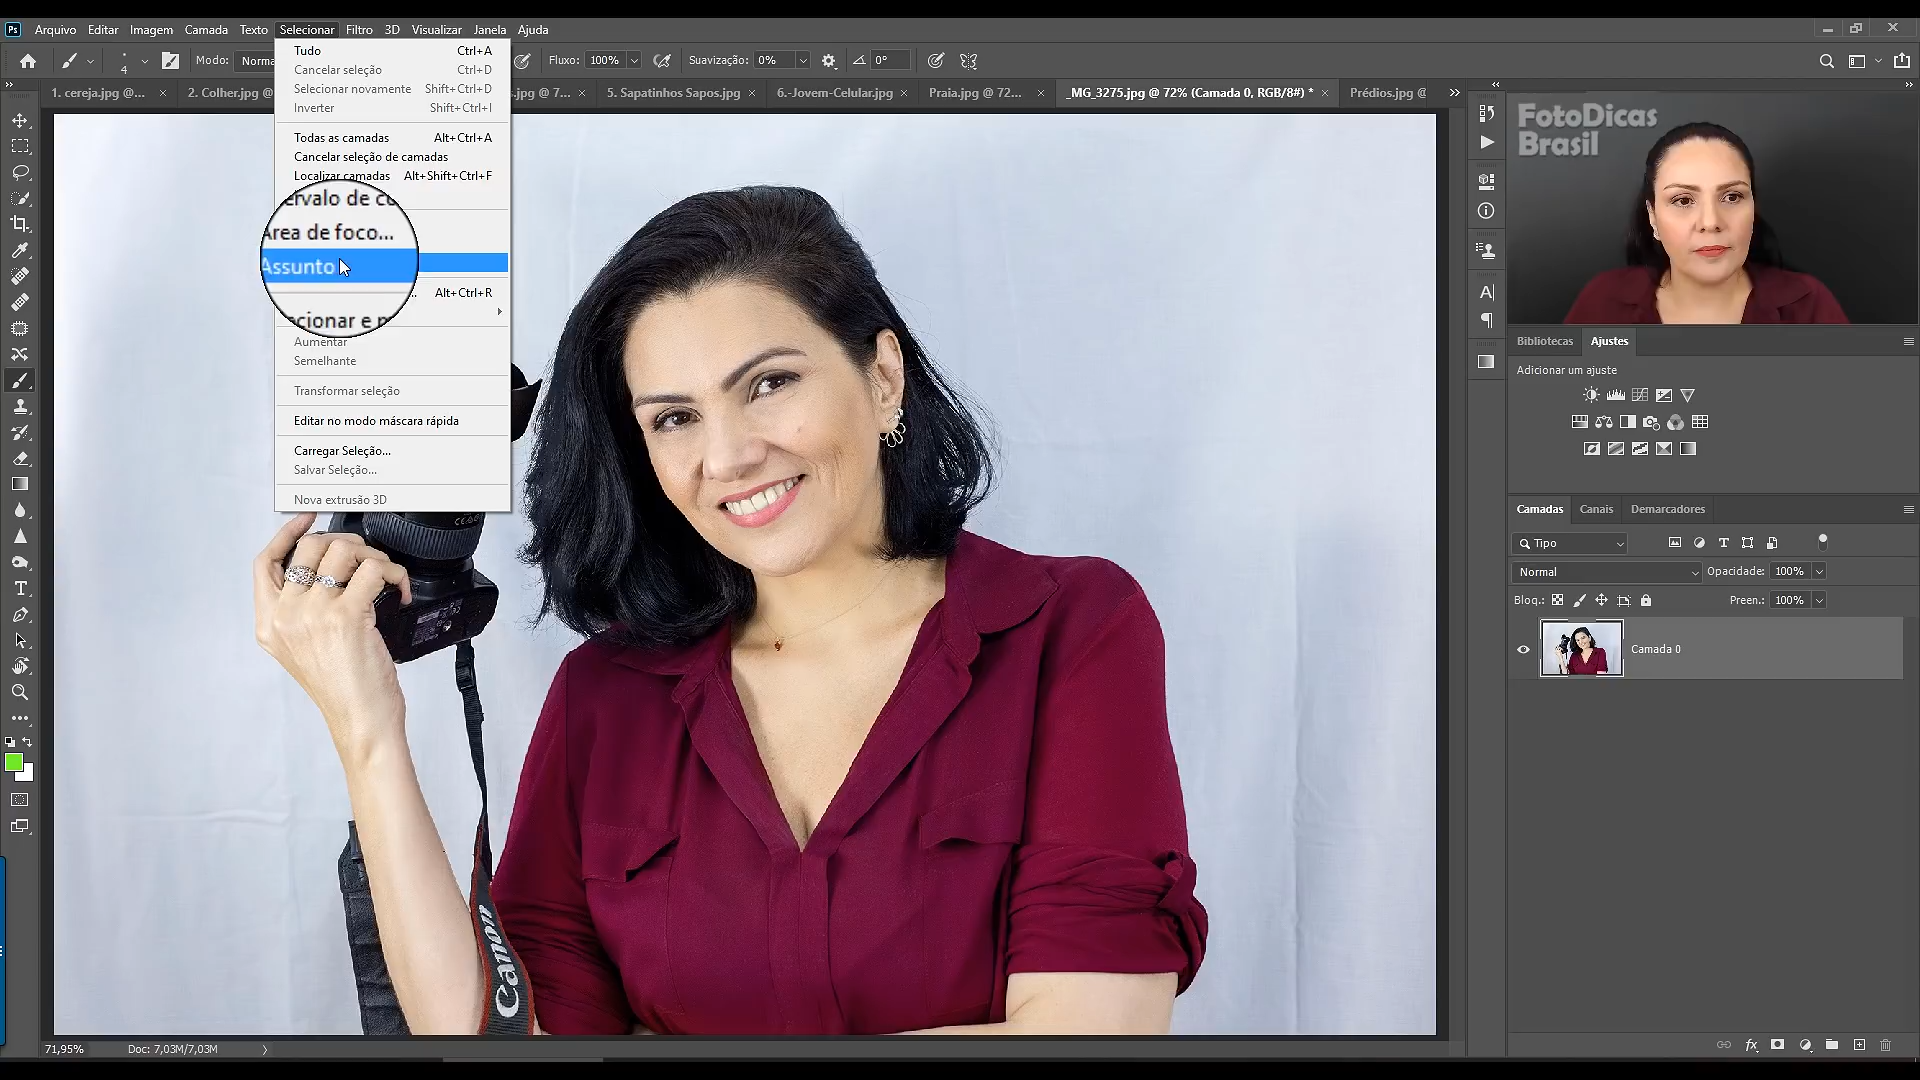 Ps Arquivo Editar Imagem Camada Texto Selecionar Filtro 3D Visualizar Janela Ajuda
4 Modo: Norma Fluxo: 100% Suavização: 0% 0°
1. cereja.jpg @... 2. Colher.jpg @ s.jpg @ 7... 5. Sapatinhos Sapos.jpg 6.-Jovem-Celular.jpg Praia.jpg @ 72... _MG_3275.jpg @ 72% (Camada 0, RGB/8#) * Prédios.jpg @
Tudo Ctrl+A
Cancelar seleção Ctrl+D
Selecionar novamente Shift+Ctrl+D
Inverter Shift+Ctrl+I
Todas as camadas Alt+Ctrl+A
Cancelar seleção de camadas
Localizar camadas Alt+Shift+Ctrl+F
ervalo de co
Área de foco...
Assunto
... Alt+Ctrl+R
ecionar e m
Aumentar
Semelhante
Transformar seleção
Editar no modo máscara rápida
Carregar Seleção...
Salvar Seleção...
Nova extrusão 3D
Canon
FotoDicas
Brasil
Bibliotecas Ajustes
Adicionar um ajuste
Camadas Canais Demarcadores
Tipo
Normal Opacidade: 100%
Bloq.: Preen.: 100%
Camada 0
71,95% Doc: 7,03M/7,03M